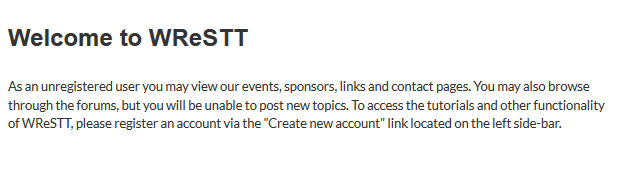 Welcome to WReSTT
As an unregistered user you may view our events, sponsors, links and contact pages. You may also browse
through the forums, but you will be unable to post new topics. To access the tutorials and other functionality
of WReSTT, please register an account via the "Create new account" link located on the left side-bar.